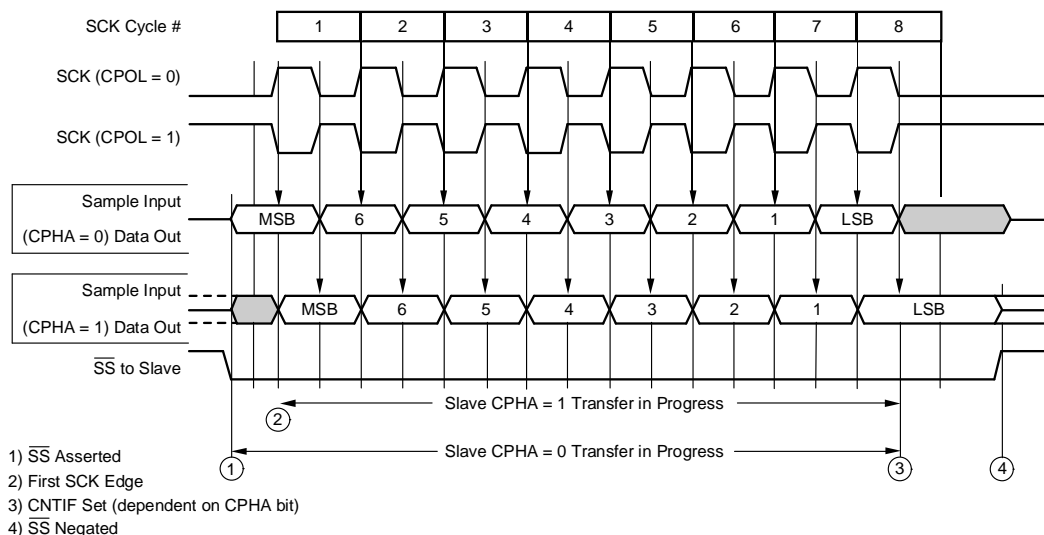 SCK Cycle #
1 2 3 4 5 6 7 8
SCK (CPOL = 0)
SCK (CPOL = 1)
Sample Input
(CPHA = 0) Data Out
MSB 6 5 4 3 2 1 LSB
Sample Input
(CPHA = 1) Data Out
MSB 6 5 4 3 2 1 LSB
SS to Slave
2 Slave CPHA = 1 Transfer in Progress
1 Slave CPHA = 0 Transfer in Progress 3 4
1) SS Asserted
2) First SCK Edge
3) CNTIF Set (dependent on CPHA bit)
4) SS Negated